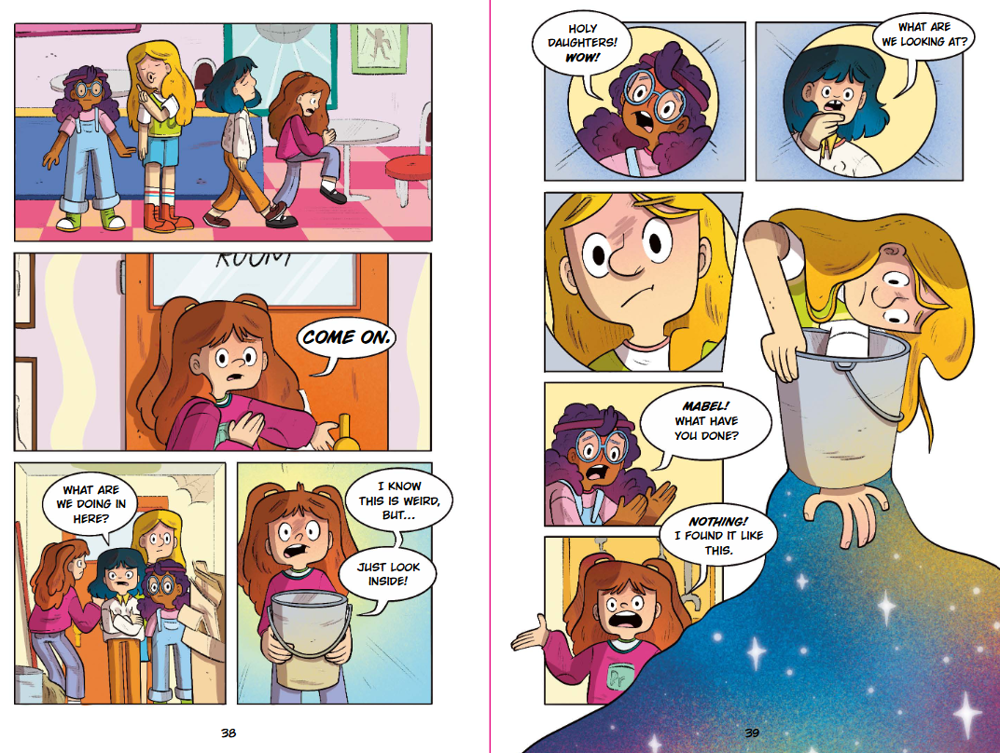 ROOM
COME ON.
WHAT ARE
WE DOING IN
HERE?
I KNOW
THIS IS WEIRD,
BUT...
JUST LOOK
INSIDE!
38
HOLY
DAUGHTERS!
WOW!
WHAT ARE
WE LOOKING AT?
MABEL!
WHAT HAVE
YOU DONE?
NOTHING!
I FOUND IT LIKE
THIS.
Pr
39